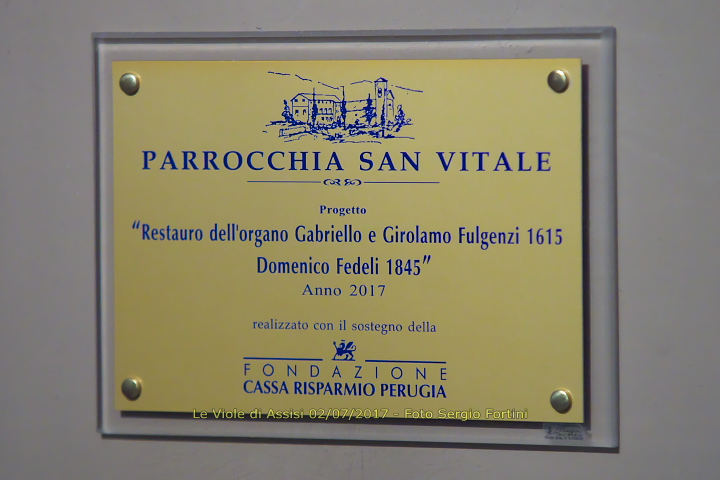 PARROCCHIA SAN VITALE
Progetto
“Restauro dell'organo Gabriello e Girolamo Fulgenzi 1615
Domenico Fedeli 1845”
Anno 2017
realizzato con il sostegno della
FONDAZIONE
CASSA RISPARMIO PERUGIA
Le Viole di Assisi 02/07/2017 - Foto Sergio Fortini